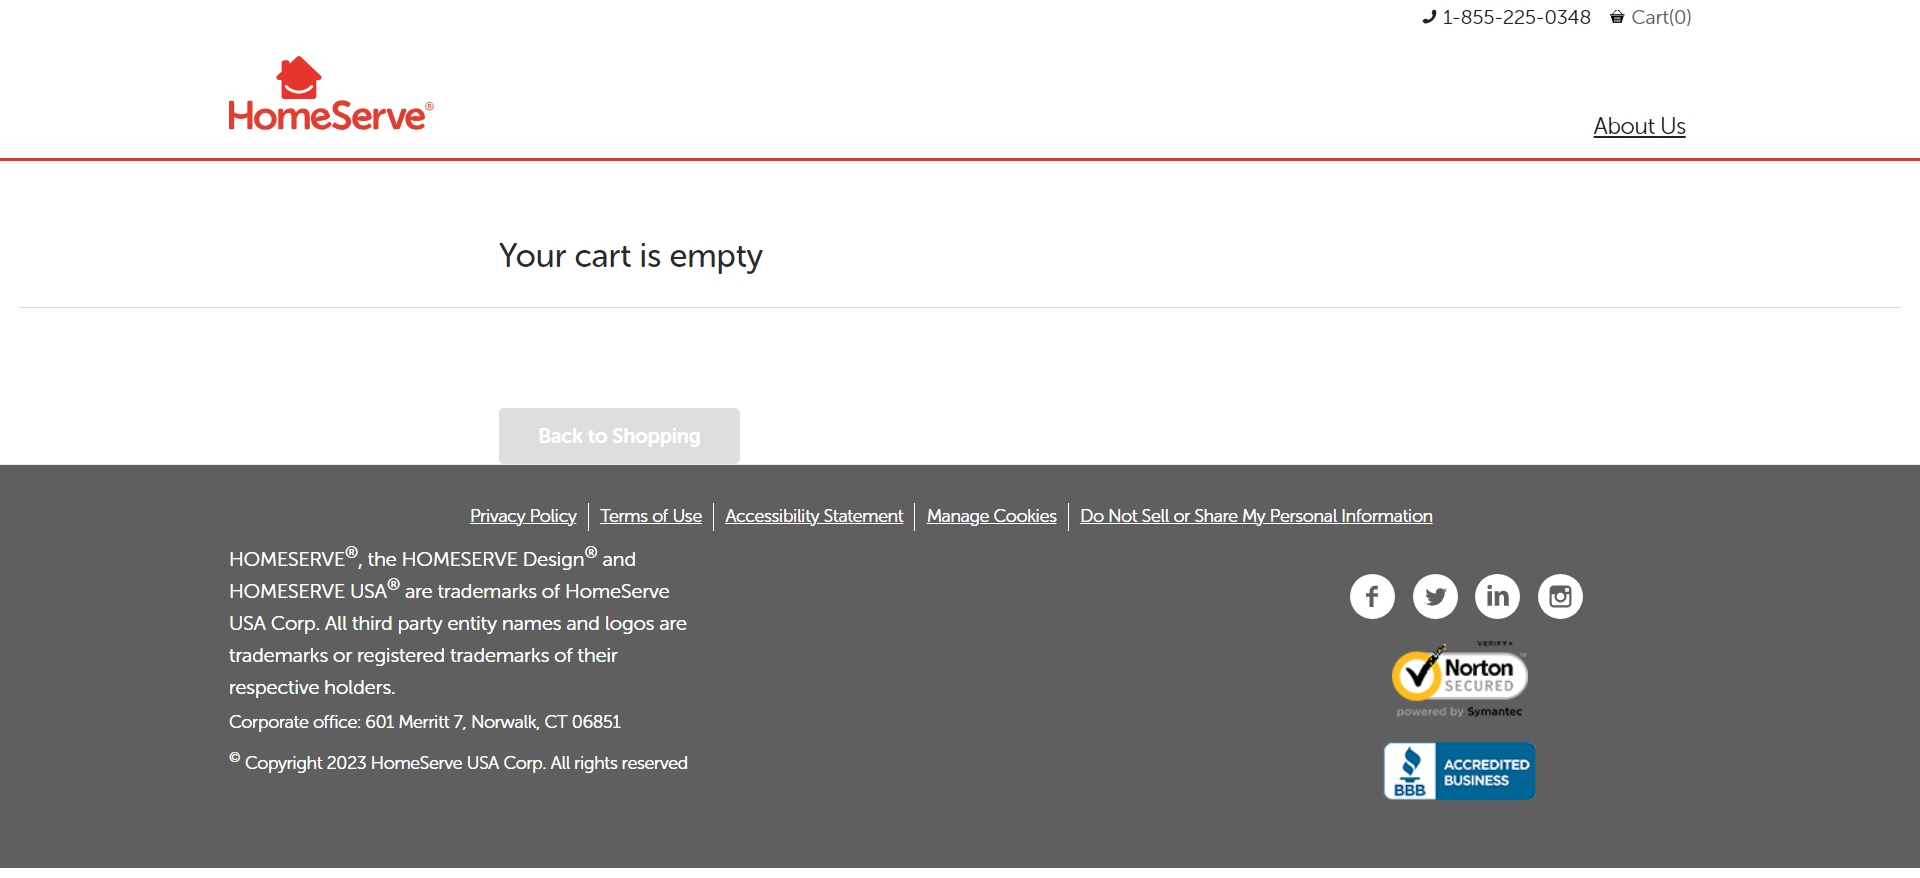 1-855-225-0348 Cart(0)
HomeServe®
About Us
Your cart is empty
Back to Shopping
Privacy Policy Terms of Use Accessibility Statement Manage Cookies Do Not Sell or Share My Personal Information
HOMESERVE®, the HOMESERVE Design® and
HOMESERVE USA® are trademarks of HomeServe
USA Corp. All third party entity names and logos are
trademarks or registered trademarks of their
respective holders.
Corporate office: 601 Merritt 7, Norwalk, CT 06851
© Copyright 2023 HomeServe USA Corp. All rights reserved
f in
VERIFY
Norton™
SECURED
powered by Symantec
ACCREDITED
BUSINESS
BBB